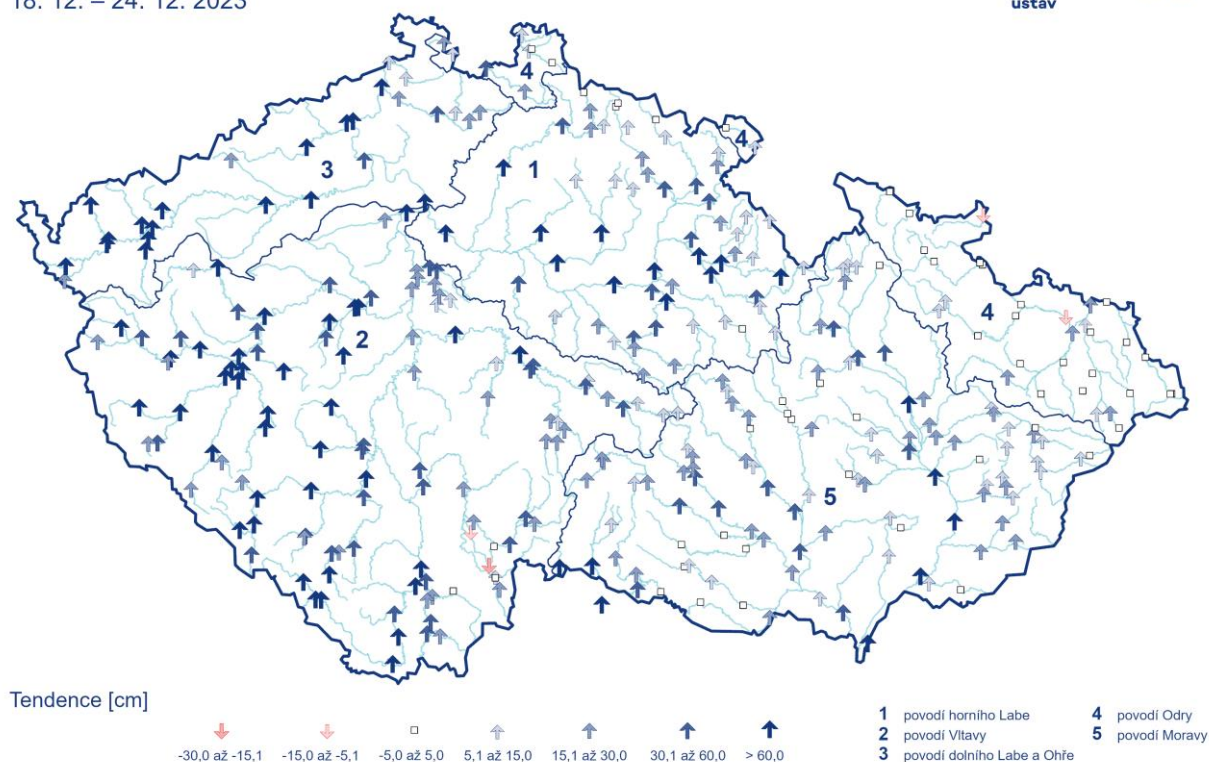 18. 12. – 24. 12. 2023
ústav
4
4
3
1
2
4
5
Tendence [cm]
-30,0 až -15,1
-15,0 až -5,1
-5,0 až 5,0
5,1 až 15,0
15,1 až 30,0
30,1 až 60,0
> 60,0
1 povodí horního Labe
2 povodí Vltavy
3 povodí dolního Labe a Ohře
4 povodí Odry
5 povodí Moravy